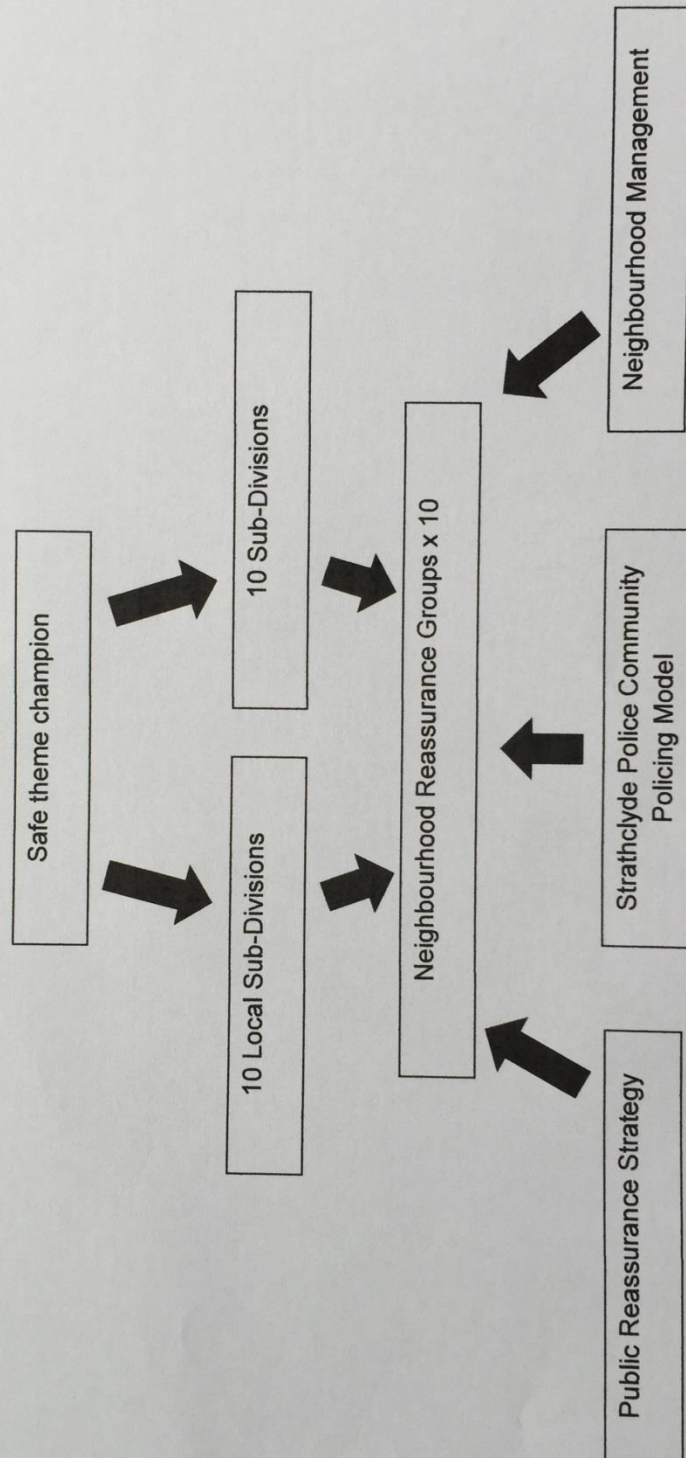 Safe theme champion
10 Local Sub-Divisions
10 Sub-Divisions
Neighbourhood Reassurance Groups x 10
Public Reassurance Strategy
Strathclyde Police Community
Policing Model
Neighbourhood Management